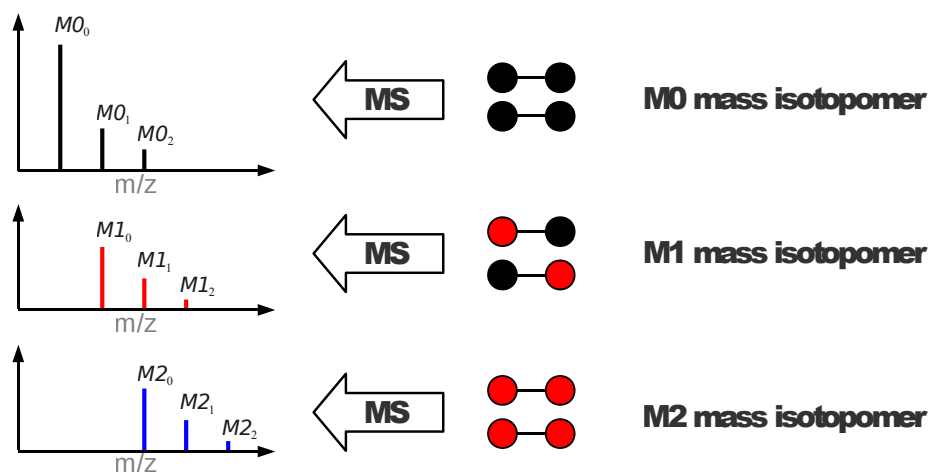 M0₀
M0₁
M0₂
m/z
MS
M0 mass isotopomer
M1₀
M1₁
M1₂
m/z
MS
M1 mass isotopomer
M2₀
M2₁
M2₂
m/z
MS
M2 mass isotopomer